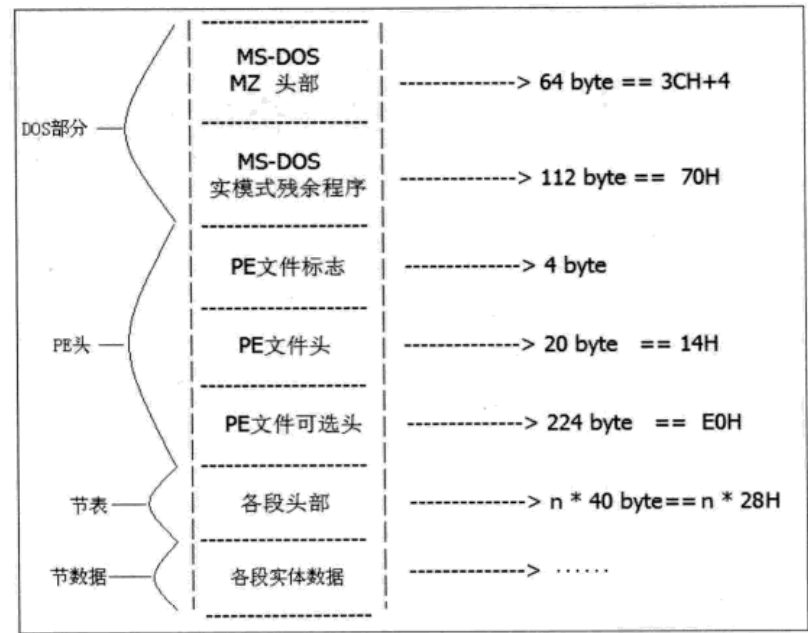 DOS部分
MS-DOS
MZ 头部
--------------> 64 byte == 3CH+4
MS-DOS
实模式残余程序
--------------> 112 byte == 70H
PE头
PE文件标志
--------------> 4 byte
PE文件头
--------------> 20 byte == 14H
PE文件可选头
--------------> 224 byte == E0H
节表
各段头部
--------------> n * 40 byte==n * 28H
节数据
各段实体数据
--------------> ······